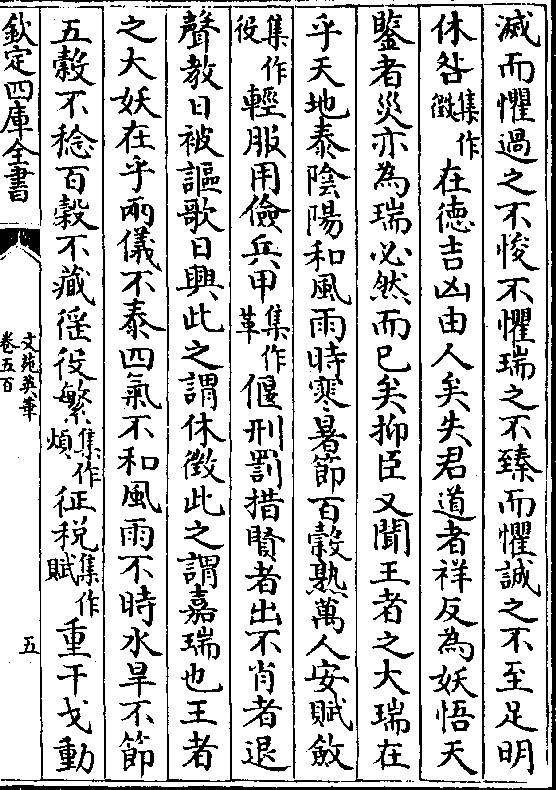 滅而懼過之不悛不懼瑞之不臻而懼誠之不至足明
休咎集作徵在徳吉凶由人矣失君道者祥反為妖悟天
鑒者災亦為瑞必然而已矣抑臣又聞王者之大瑞在
乎天地泰陰陽和風雨時寒暑節百穀熟萬人安賦斂
集作役輕服用儉兵甲集作革偃刑罰措賢者出不肖者退
聲教日被謳歌日興此之謂休徵此之謂嘉瑞也王者
之大妖在乎兩儀不泰四氣不和風雨不時水旱不節
五穀不稔百穀不藏徭役繁集作煩征税集作賦重干戈動
欽定四庫全書
文苑英華
卷五百
五